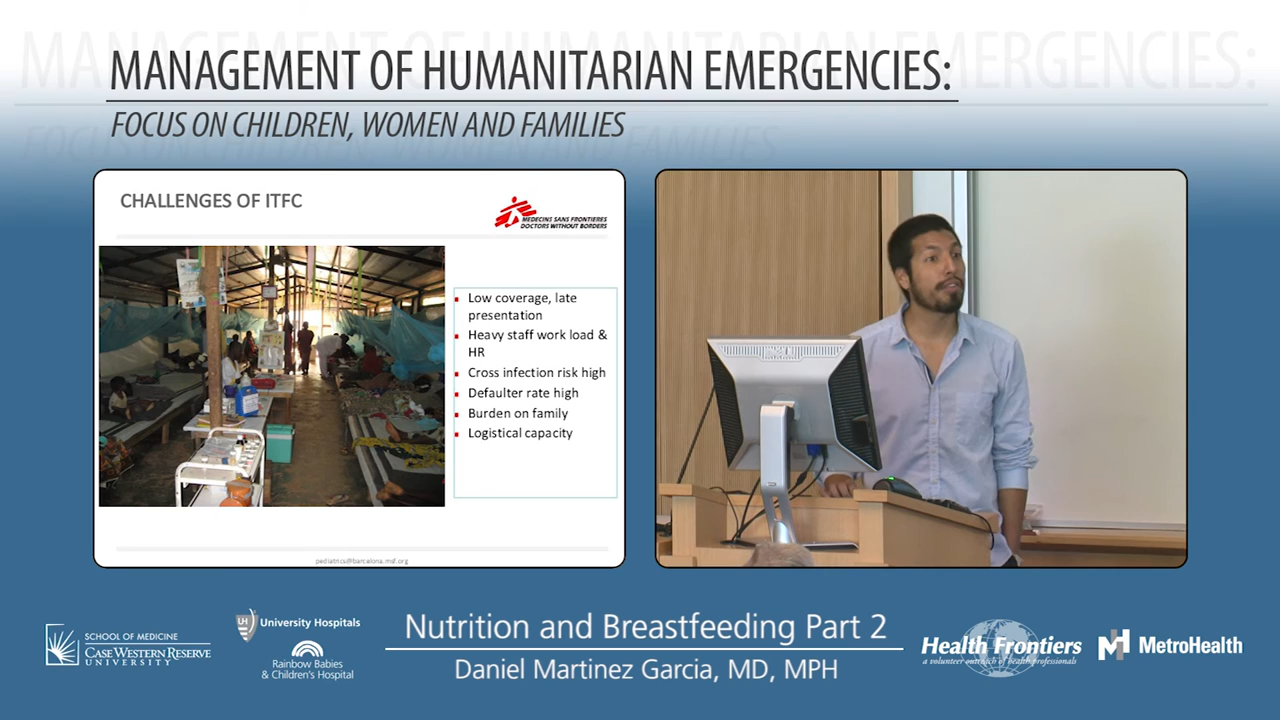 MANAGEMENT OF HUMANITARIAN EMERGENCIES:
FOCUS ON CHILDREN, WOMEN AND FAMILIES
CHALLENGES OF ITFC
MEDECINS SANS FRONTIERES
DOCTORS WITHOUT BORDERS
Low coverage, late
presentation
Heavy staff work load &
HR
Cross infection risk high
Defaulter rate high
Burden on family
Logistical capacity
pediatrics@barcelona.msf.org
SCHOOL OF MEDICINE
CASE WESTERN RESERVE
UNIVERSITY
UH
University Hospitals
Rainbow Babies
& Children's Hospital
Nutrition and Breastfeeding Part 2
Daniel Martinez Garcia, MD, MPH
Health Frontiers
a volunteer outreach of health professionals
MetroHealth